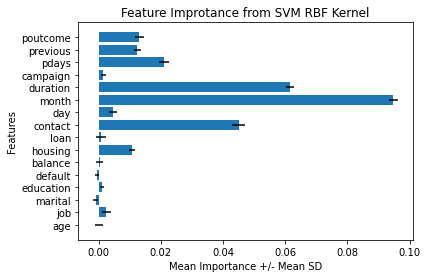 Feature Improtance from SVM RBF Kernel
Features
poutcome
previous
pdays
campaign
duration
month
day
contact
loan
housing
balance
default
education
marital
job
age
0.00 0.02 0.04 0.06 0.08 0.10
Mean Importance +/- Mean SD